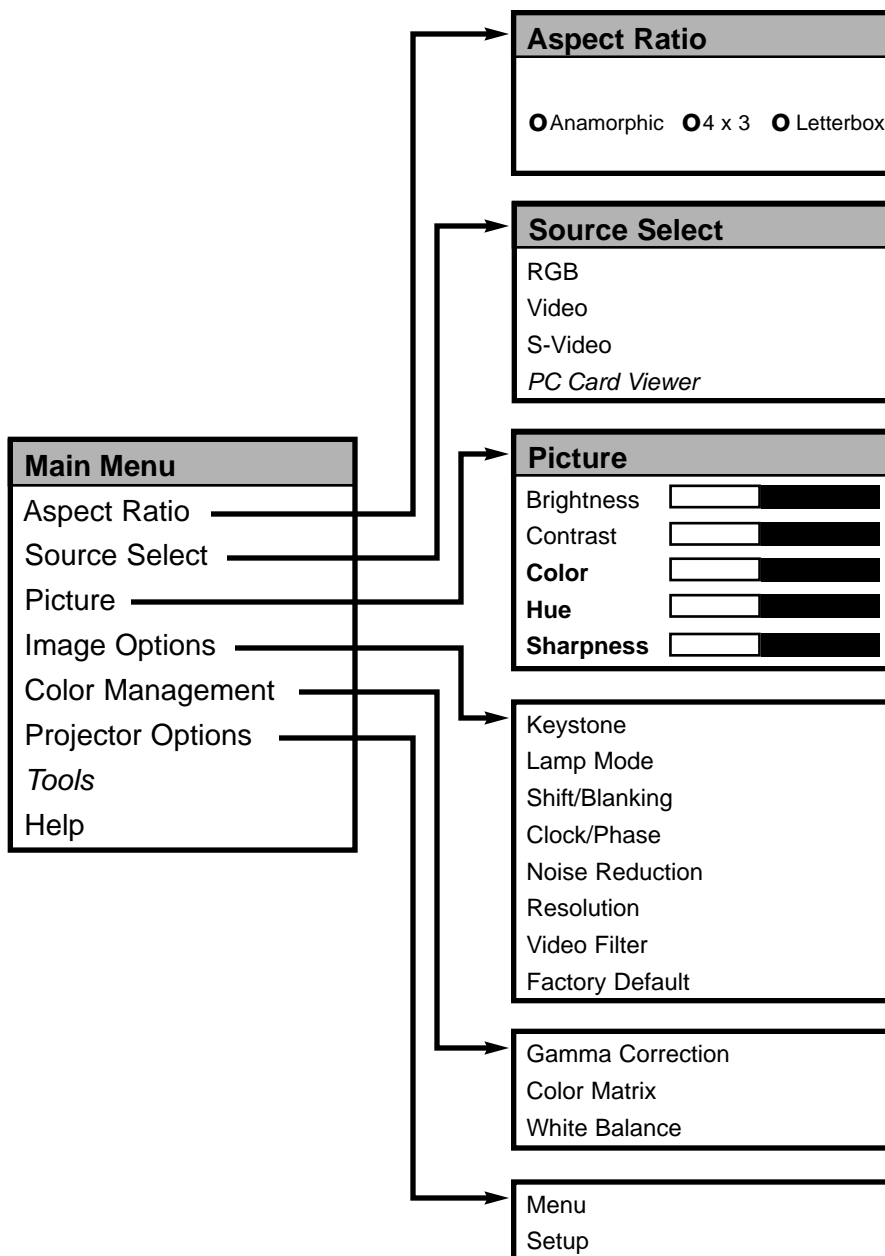 Aspect Ratio
O Anamorphic O 4 x 3 O Letterbox
Source Select
RGB
Video
S-Video
PC Card Viewer
Main Menu
Aspect Ratio
Source Select
Picture
Image Options
Color Management
Projector Options
Tools
Help
Picture
Brightness
Contrast
Color
Hue
Sharpness
Keystone
Lamp Mode
Shift/Blanking
Clock/Phase
Noise Reduction
Resolution
Video Filter
Factory Default
Gamma Correction
Color Matrix
White Balance
Menu
Setup